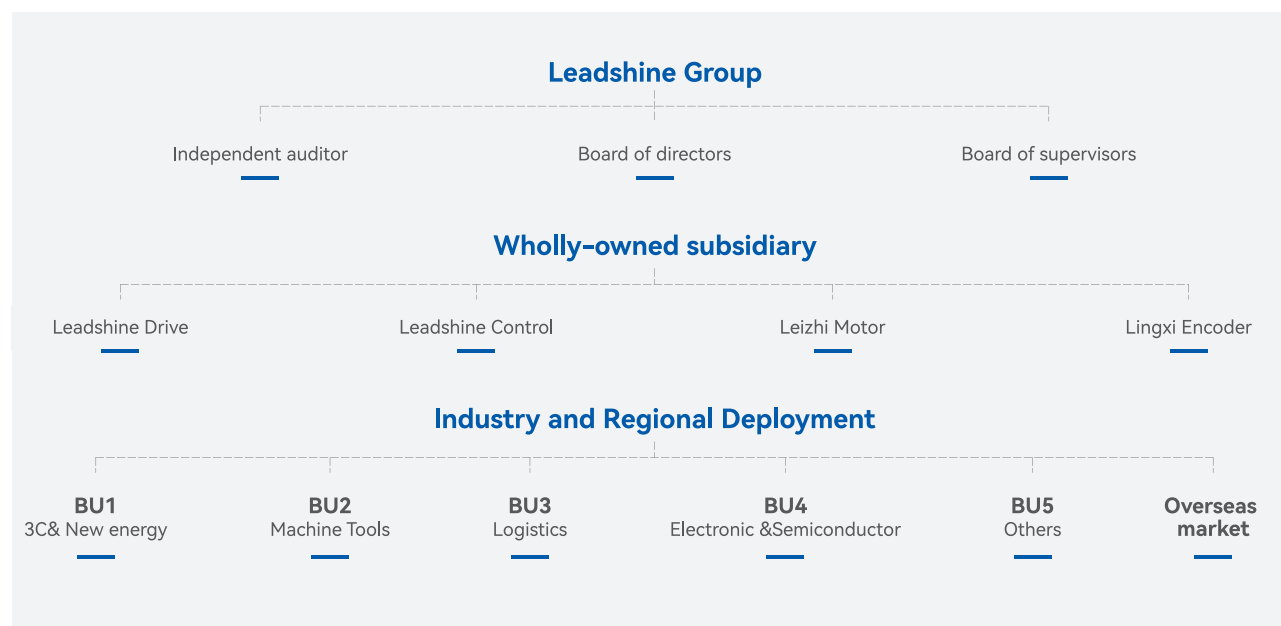 Leadshine Group
Independent auditor
Board of directors
Board of supervisors
Wholly-owned subsidiary
Leadshine Drive
Leadshine Control
Leizhi Motor
Lingxi Encoder
Industry and Regional Deployment
BU1
3C& New energy
BU2
Machine Tools
BU3
Logistics
BU4
Electronic &Semiconductor
BU5
Others
Overseas
market